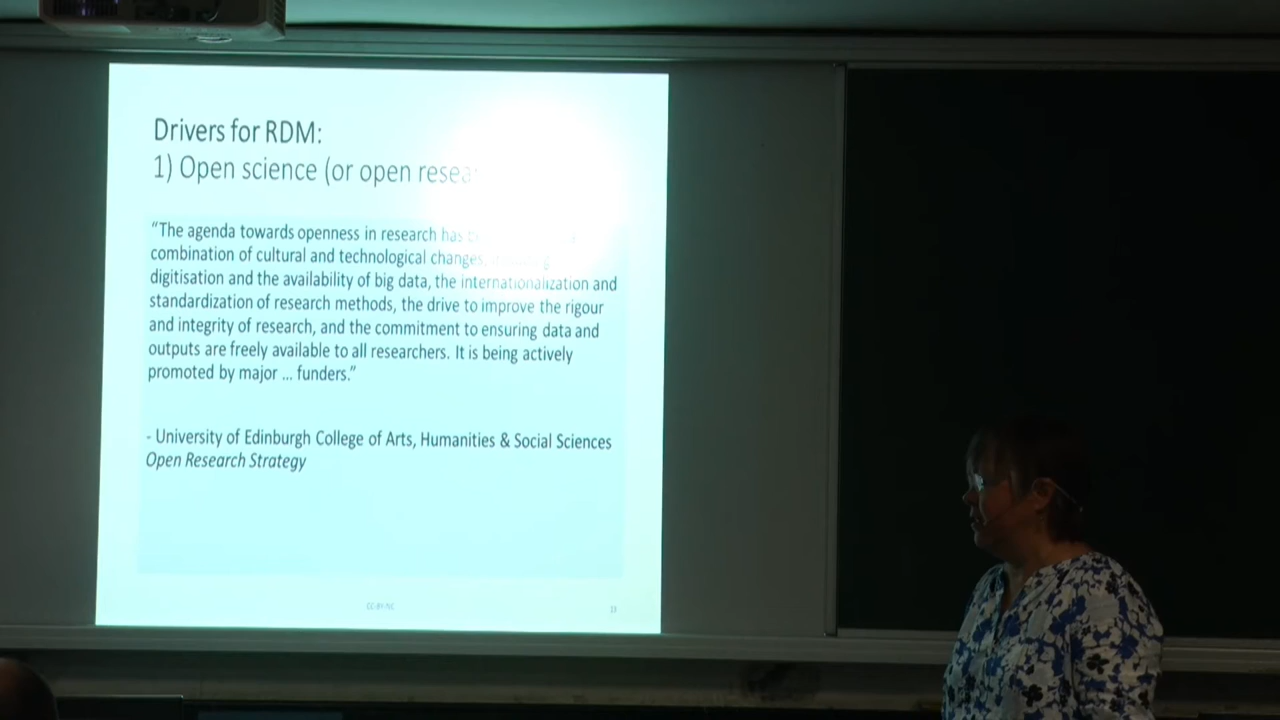 Drivers for RDM:
1) Open science (or open resea
“The agenda towards openness in research has
combination of cultural and technological changes,
digitisation and the availability of big data, the internationalization and
standardization of research methods, the drive to improve the rigour
and integrity of research, and the commitment to ensuring data and
outputs are freely available to all researchers. It is being actively
promoted by major ... funders.”
- University of Edinburgh College of Arts, Humanities & Social Sciences
Open Research Strategy
CC-BY-NC